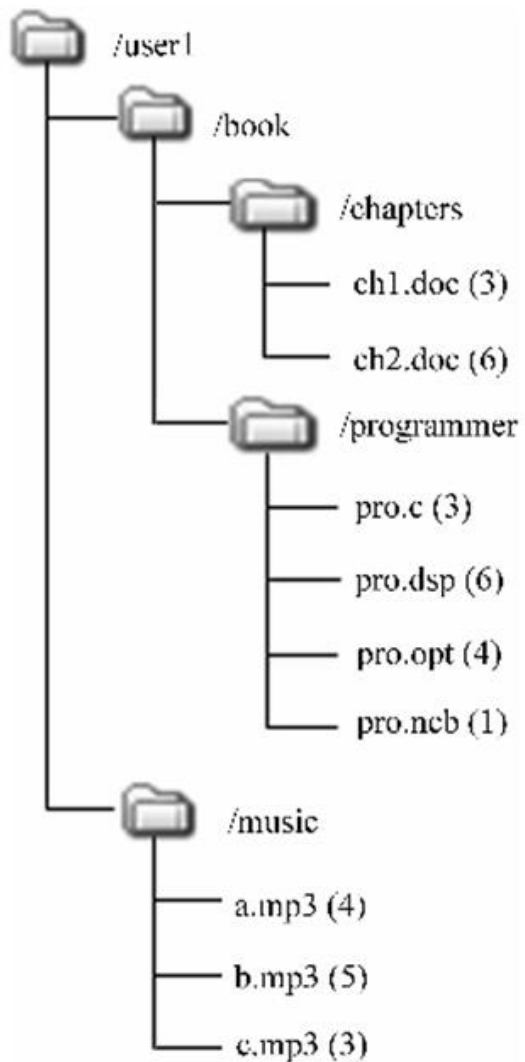 /user1
/book
/chapters
ch1.doc (3)
ch2.doc (6)
/programmer
pro.c (3)
pro.dsp (6)
pro.opt (4)
pro.ncb (1)
/music
a.mp3 (4)
b.mp3 (5)
c.mp3 (3)